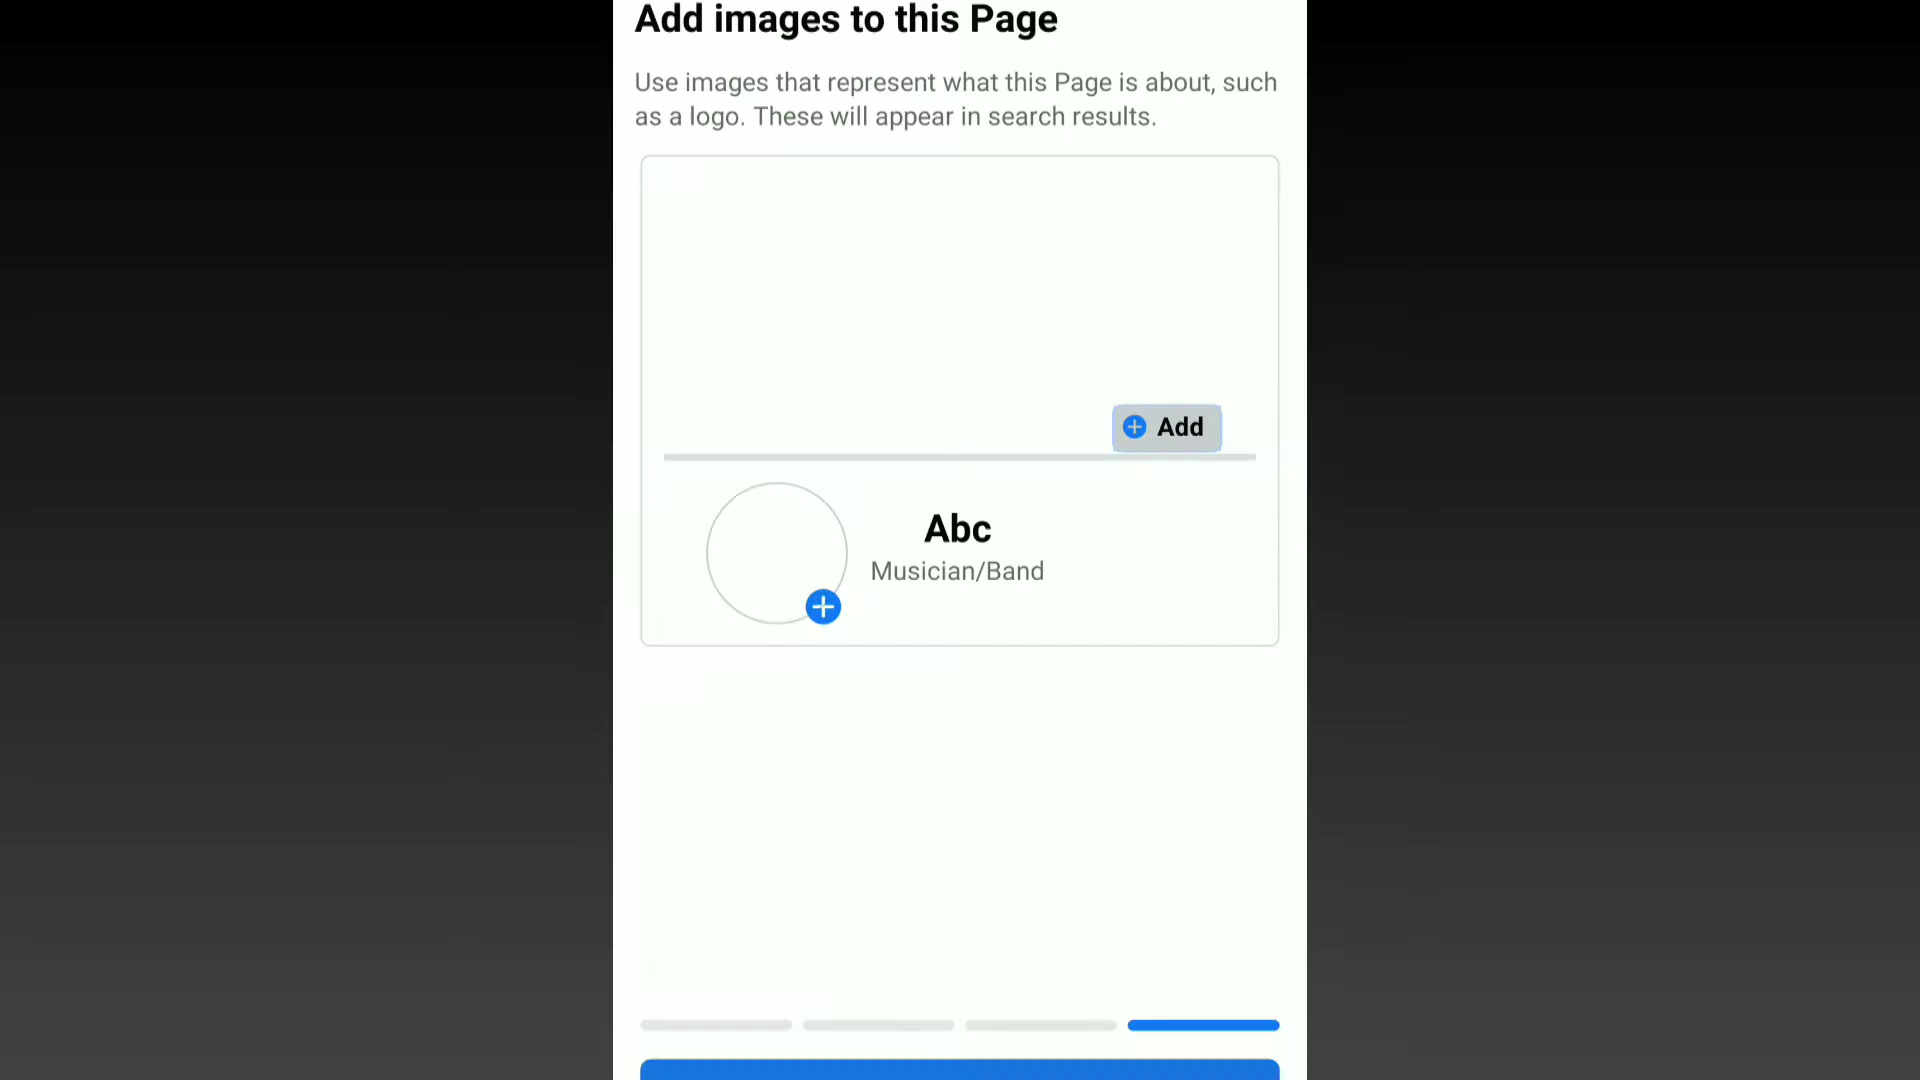 Add images to this Page
Use images that represent what this Page is about, such
as a logo. These will appear in search results.
Add
Abc
Musician/Band